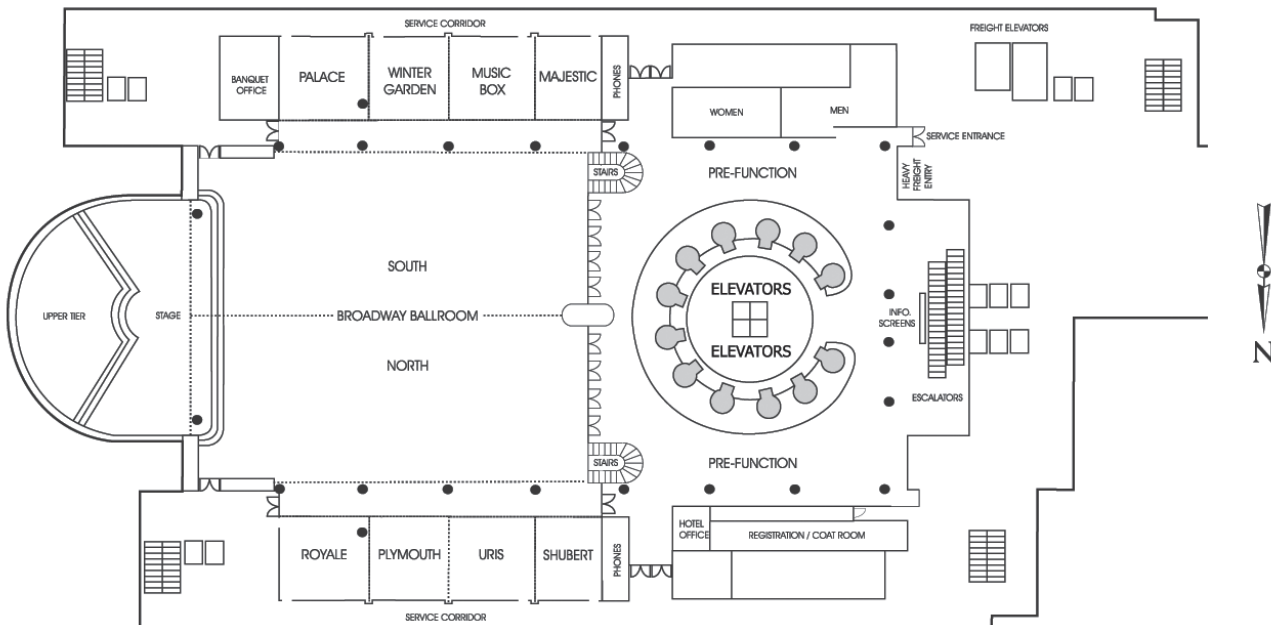 SERVICE CORRIDOR
FREIGHT ELEVATORS
BANQUET
OFFICE
PALACE
WINTER
GARDEN
MUSIC
BOX
MAJESTIC
PHONES
WOMEN
MEN
SERVICE ENTRANCE
STAIRS
PRE-FUNCTION
HEAVY
FREIGHT
ENTRY
SOUTH
ELEVATORS
UPPER TIER
STAGE
BROADWAY BALLROOM
INFO.
SCREENS
ELEVATORS
N
NORTH
ESCALATORS
STAIRS
PRE-FUNCTION
HOTEL
OFFICE
REGISTRATION / COAT ROOM
ROYALE
PLYMOUTH
URIS
SHUBERT
PHONES
SERVICE CORRIDOR